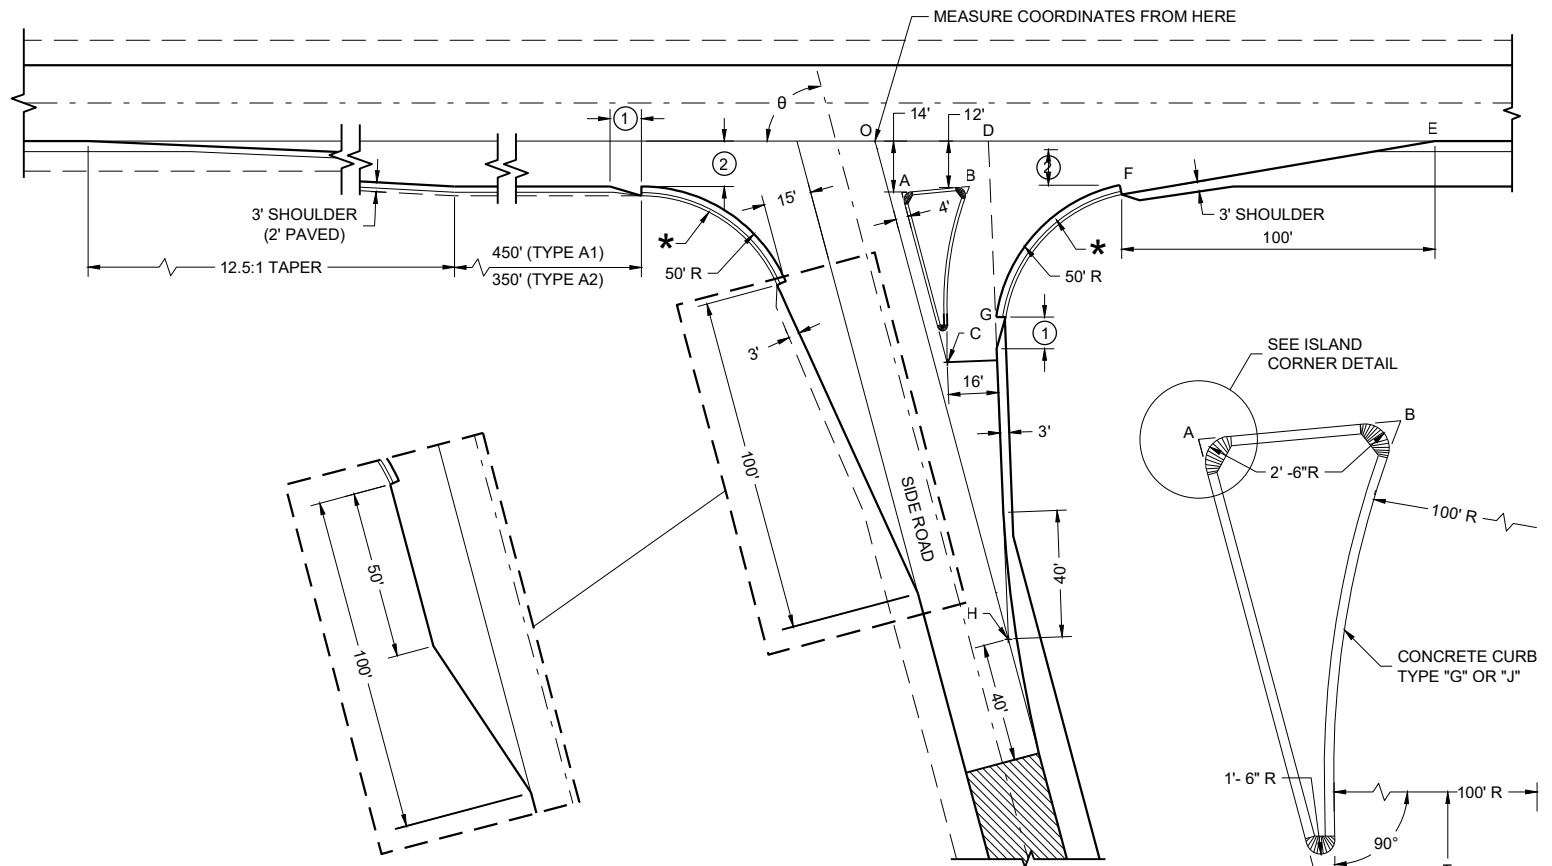 MEASURE COORDINATES FROM HERE
θ
1
14'
12'
O
D
E
2
2
F
A
B
15'
4'
3' SHOULDER
(2' PAVED)
*
*
3' SHOULDER
12.5:1 TAPER
450' (TYPE A1)
350' (TYPE A2)
50' R
50' R
100'
G
1
C
3'
16'
SEE ISLAND
CORNER DETAIL
3'
A
B
2' -6"R
100'
SIDE ROAD
100' R
50'
40'
H
100'
40'
CONCRETE CURB
TYPE "G" OR "J"
1'- 6" R
100' R
90°